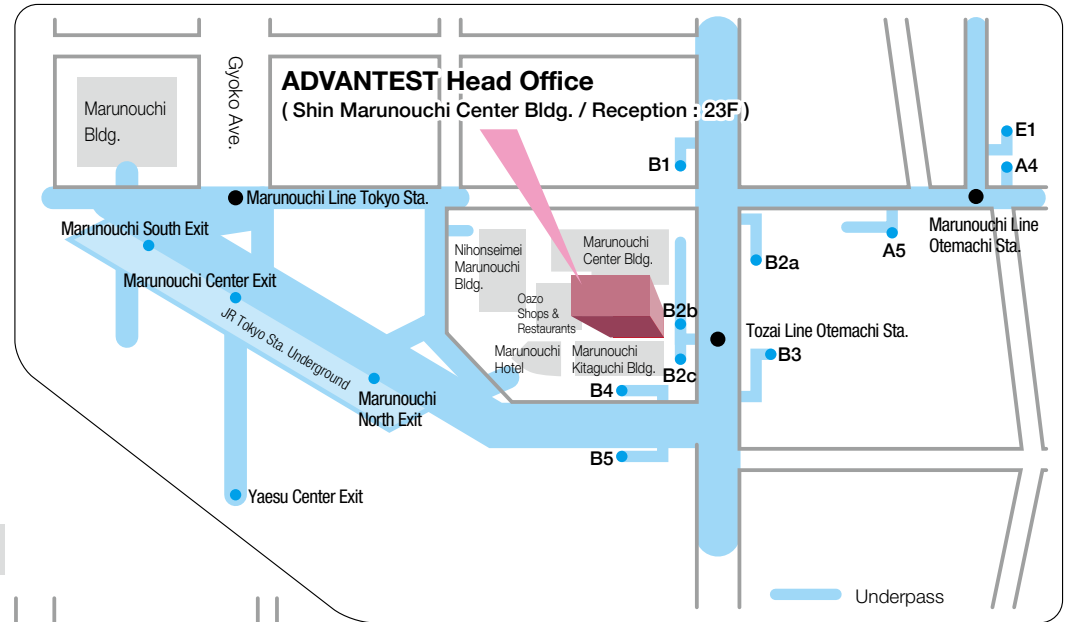 ADVANTEST Head Office
( Shin Marunouchi Center Bldg. / Reception : 23F )
Gyoko Ave.
Marunouchi
Bldg.
E1
A4
B1
Marunouchi Line Tokyo Sta.
Marunouchi South Exit
Marunouchi Line
Otemachi Sta.
A5
Nihonseimei
Marunouchi
Bldg.
Marunouchi
Center Bldg.
B2a
Marunouchi Center Exit
Oazo
Shops &
Restaurants
B2b
JR Tokyo Sta. Underground
Tozai Line Otemachi Sta.
Marunouchi
Hotel
Marunouchi
Kitaguchi Bldg.
B3
B2c
B4
Marunouchi
North Exit
B5
Yaesu Center Exit
Underpass